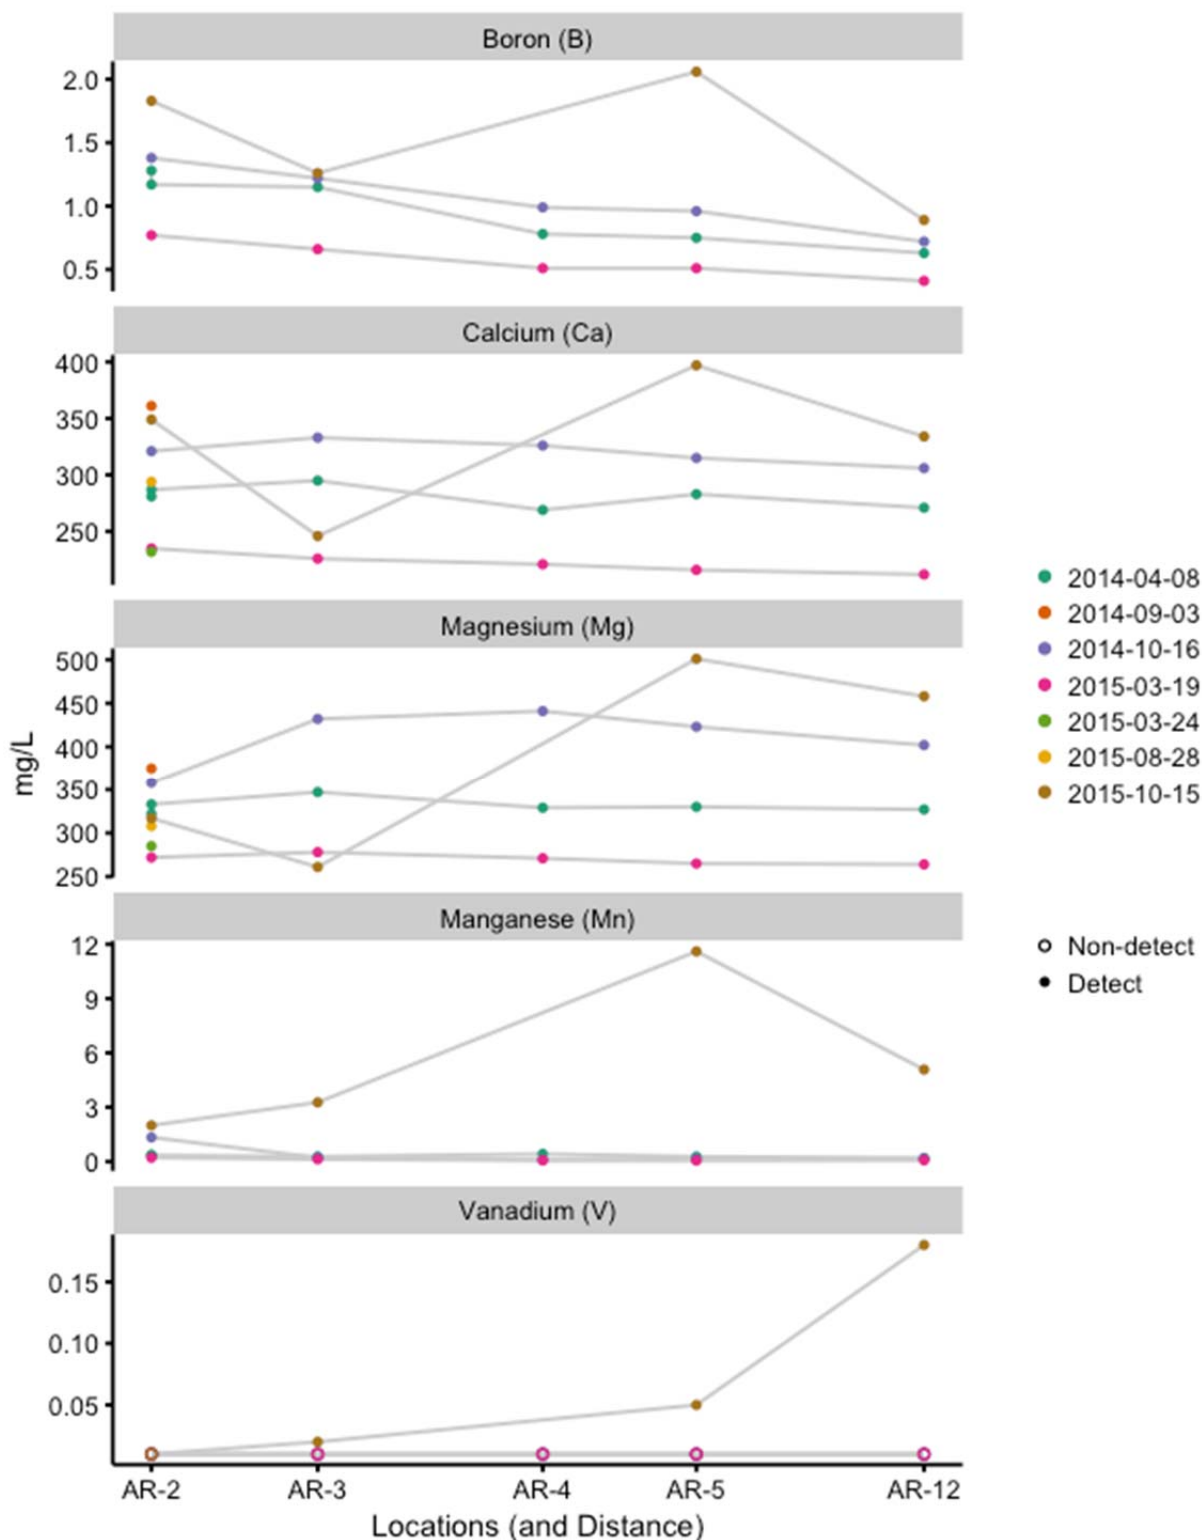 Boron (B)
2.0
1.5
1.0
0.5
Calcium (Ca)
400
350
300
250
Magnesium (Mg)
500
450
400
350
300
250
mg/L
Manganese (Mn)
12
9
6
3
0
Vanadium (V)
0.15
0.10
0.05
AR-2 AR-3 AR-4 AR-5 AR-12
Locations (and Distance)
2014-04-08
2014-09-03
2014-10-16
2015-03-19
2015-03-24
2015-08-28
2015-10-15
Non-detect
Detect